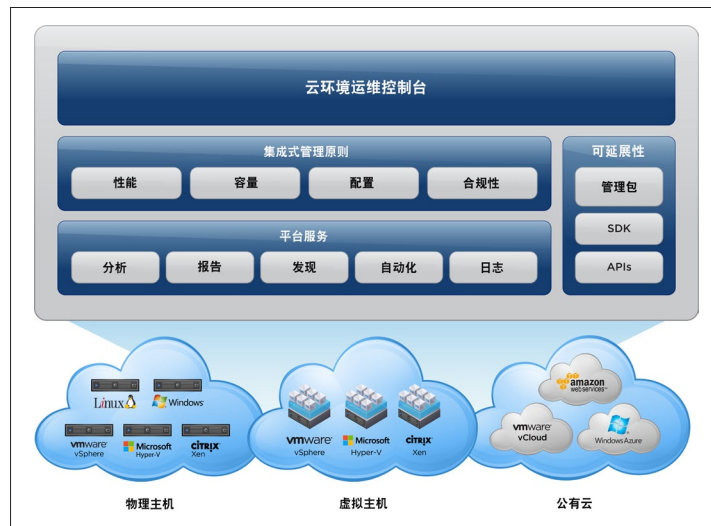 云环境运维控制台
集成式管理原则
性能
容量
配置
合规性
可延展性
管理包
SDK
APIs
平台服务
分析
报告
发现
自动化
日志
Linux
Windows
vmware
vSphere
Microsoft
Hyper-V
CITRIX
Xen
vmware
vSphere
Microsoft
Hyper-V
CITRIX
Xen
amazon
webservices™
vmware
vCloud
Windows Azure
物理主机
虚拟主机
公有云